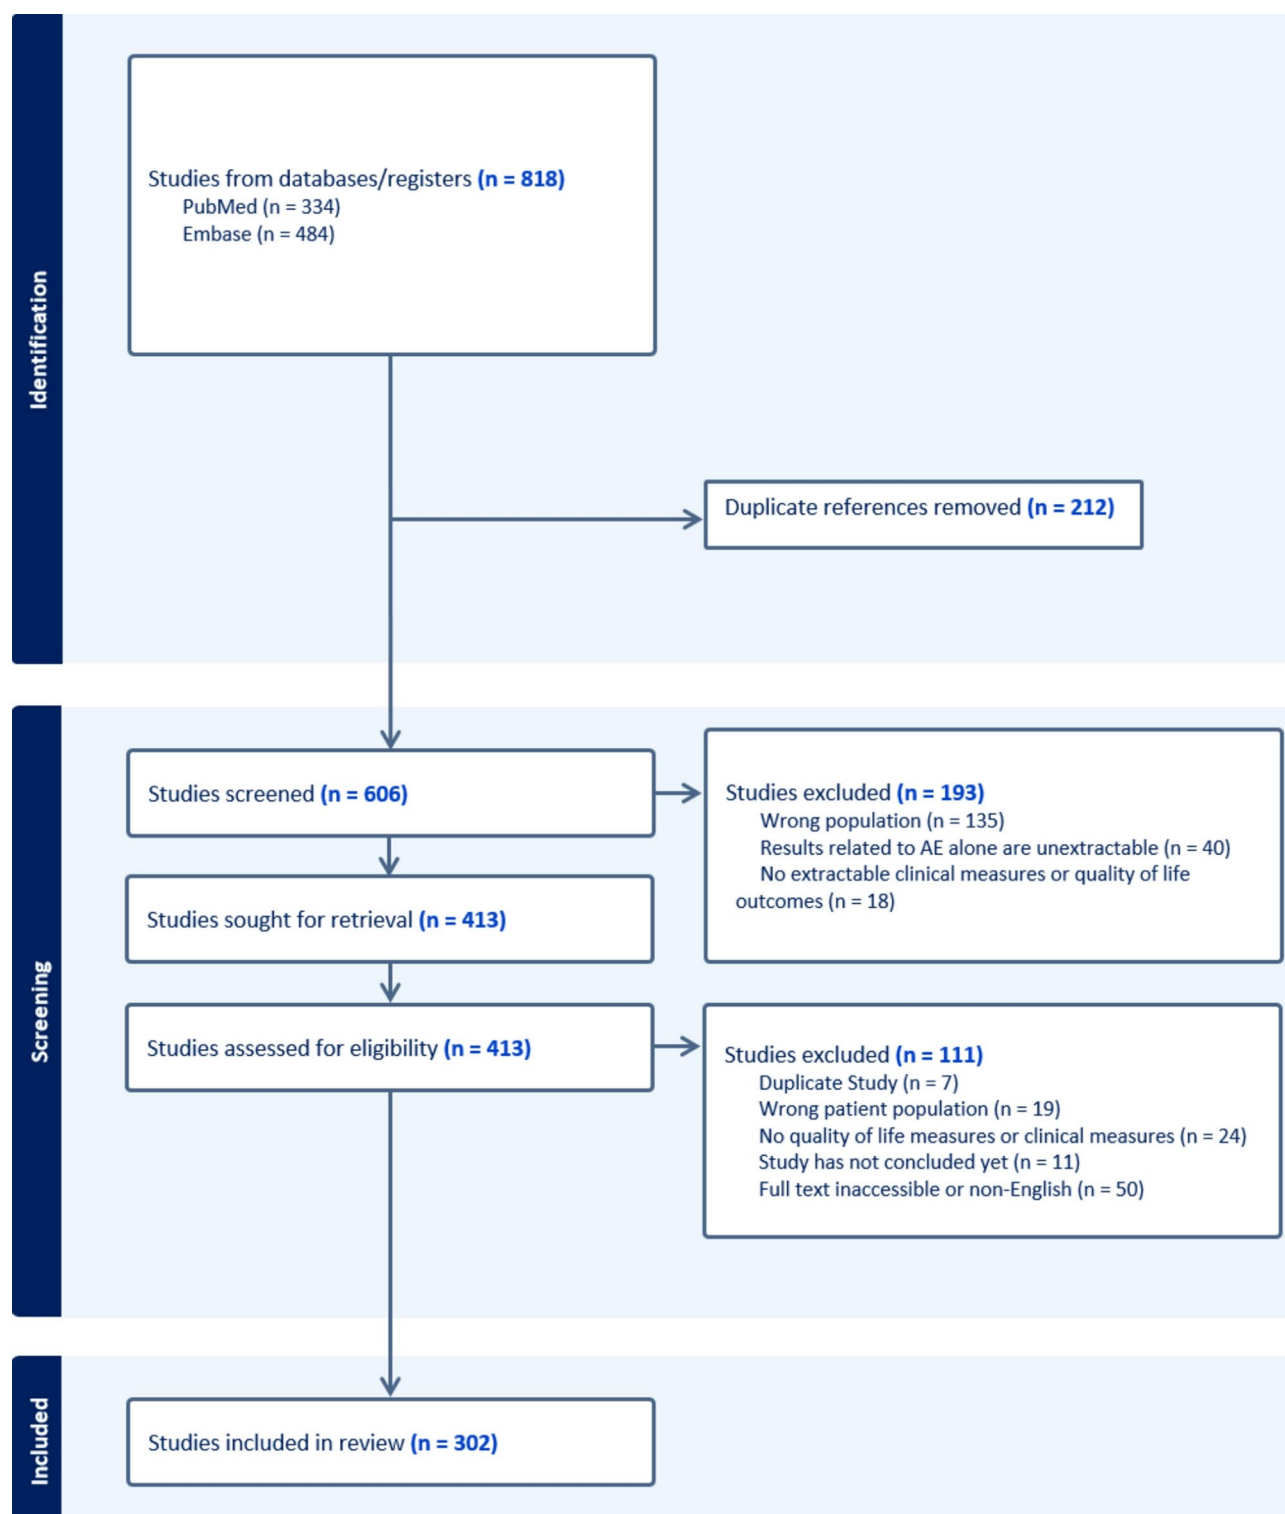 Identification
Studies from databases/registers (n = 818)
PubMed (n = 334)
Embase (n = 484)
Duplicate references removed (n = 212)
Screening
Studies screened (n = 606)
Studies excluded (n = 193)
Wrong population (n = 135)
Results related to AE alone are unextractable (n = 40)
No extractable clinical measures or quality of life
outcomes (n = 18)
Studies sought for retrieval (n = 413)
Studies assessed for eligibility (n = 413)
Studies excluded (n = 111)
Duplicate Study (n = 7)
Wrong patient population (n = 19)
No quality of life measures or clinical measures (n = 24)
Study has not concluded yet (n = 11)
Full text inaccessible or non-English (n = 50)
Included
Studies included in review (n = 302)